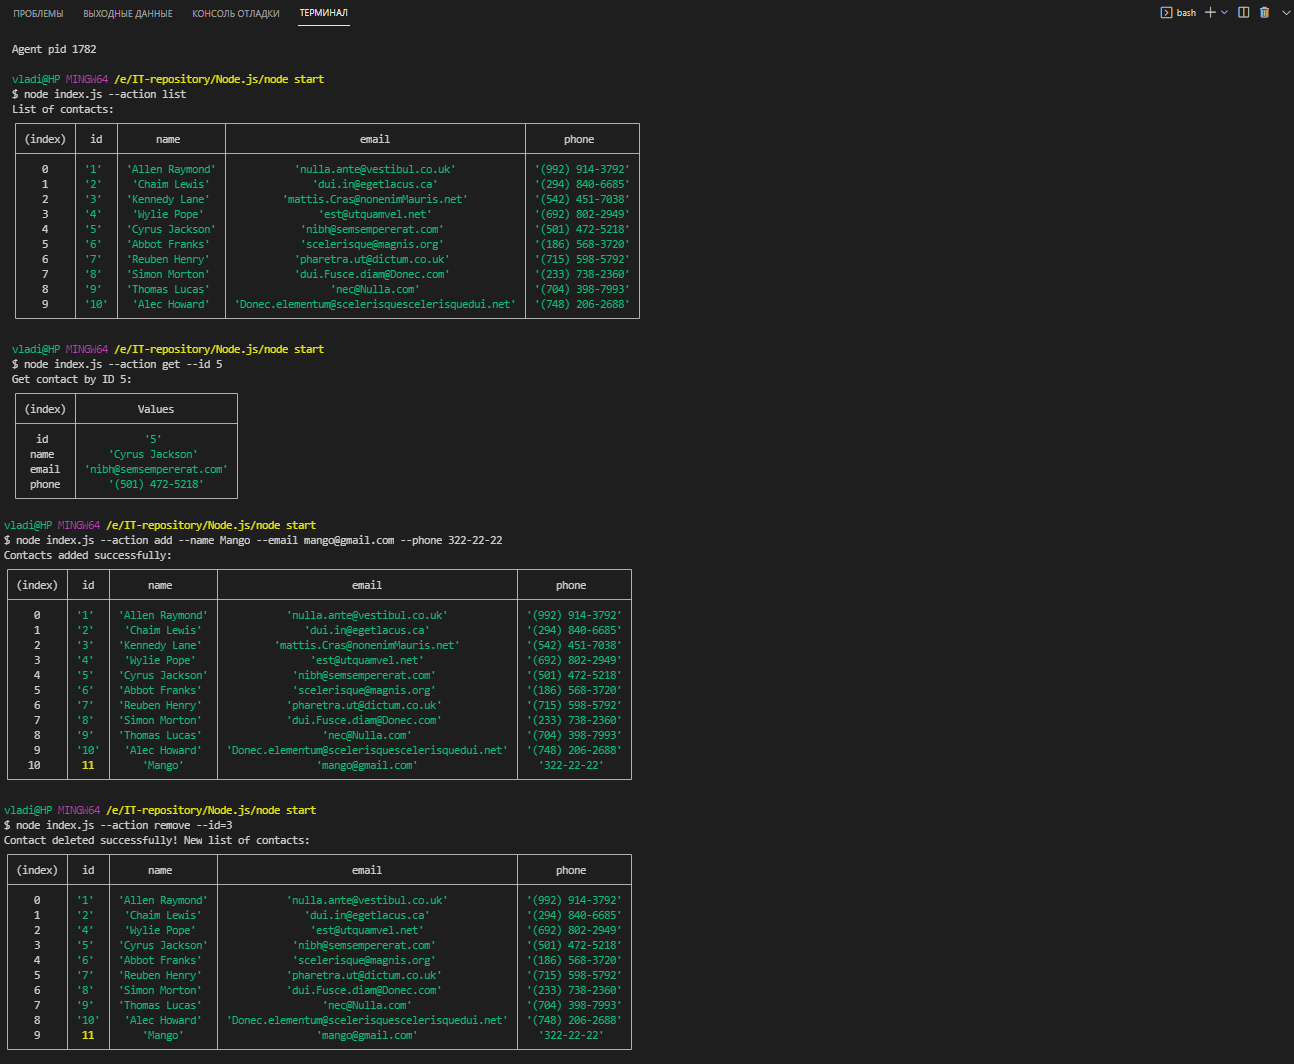 ПРОБЛЕМЫ ВЫХОДНЫЕ ДАННЫЕ КОНСОЛЬ ОТЛАДКИ ТЕРМИНАЛ bash
Agent pid 1782
vladi@HP MINGW64 /e/IT-repository/Node.js/node start
$ node index.js --action list
List of contacts:
(index) id name email phone
0 '1' 'Allen Raymond' 'nulla.ante@vestibul.co.uk' '(992) 914-3792'
1 '2' 'Chaim Lewis' 'dui.in@egetlacus.ca' '(294) 840-6685'
2 '3' 'Kennedy Lane' 'mattis.Cras@nonenimMauris.net' '(542) 451-7038'
3 '4' 'Wylie Pope' 'est@utquamvel.net' '(692) 802-2949'
4 '5' 'Cyrus Jackson' 'nibh@semsempererat.com' '(501) 472-5218'
5 '6' 'Abbot Franks' 'scelerisque@magnis.org' '(186) 568-3720'
6 '7' 'Reuben Henry' 'pharetra.ut@dictum.co.uk' '(715) 598-5792'
7 '8' 'Simon Morton' 'dui.Fusce.diam@Donec.com' '(233) 738-2360'
8 '9' 'Thomas Lucas' 'nec@Nulla.com' '(704) 398-7993'
9 '10' 'Alec Howard' 'Donec.elementum@scelerisquescelerisquedui.net' '(748) 206-2688'
vladi@HP MINGW64 /e/IT-repository/Node.js/node start
$ node index.js --action get --id 5
Get contact by ID 5:
(index) Values
id '5'
name 'Cyrus Jackson'
email 'nibh@semsempererat.com'
phone '(501) 472-5218'
vladi@HP MINGW64 /e/IT-repository/Node.js/node start
$ node index.js --action add --name Mango --email mango@gmail.com --phone 322-22-22
Contacts added successfully:
(index) id name email phone
0 '1' 'Allen Raymond' 'nulla.ante@vestibul.co.uk' '(992) 914-3792'
1 '2' 'Chaim Lewis' 'dui.in@egetlacus.ca' '(294) 840-6685'
2 '3' 'Kennedy Lane' 'mattis.Cras@nonenimMauris.net' '(542) 451-7038'
3 '4' 'Wylie Pope' 'est@utquamvel.net' '(692) 802-2949'
4 '5' 'Cyrus Jackson' 'nibh@semsempererat.com' '(501) 472-5218'
5 '6' 'Abbot Franks' 'scelerisque@magnis.org' '(186) 568-3720'
6 '7' 'Reuben Henry' 'pharetra.ut@dictum.co.uk' '(715) 598-5792'
7 '8' 'Simon Morton' 'dui.Fusce.diam@Donec.com' '(233) 738-2360'
8 '9' 'Thomas Lucas' 'nec@Nulla.com' '(704) 398-7993'
9 '10' 'Alec Howard' 'Donec.elementum@scelerisquescelerisquedui.net' '(748) 206-2688'
10 11 'Mango' 'mango@gmail.com' '322-22-22'
vladi@HP MINGW64 /e/IT-repository/Node.js/node start
$ node index.js --action remove --id=3
Contact deleted successfully! New list of contacts:
(index) id name email phone
0 '1' 'Allen Raymond' 'nulla.ante@vestibul.co.uk' '(992) 914-3792'
1 '2' 'Chaim Lewis' 'dui.in@egetlacus.ca' '(294) 840-6685'
2 '4' 'Wylie Pope' 'est@utquamvel.net' '(692) 802-2949'
3 '5' 'Cyrus Jackson' 'nibh@semsempererat.com' '(501) 472-5218'
4 '6' 'Abbot Franks' 'scelerisque@magnis.org' '(186) 568-3720'
5 '7' 'Reuben Henry' 'pharetra.ut@dictum.co.uk' '(715) 598-5792'
6 '8' 'Simon Morton' 'dui.Fusce.diam@Donec.com' '(233) 738-2360'
7 '9' 'Thomas Lucas' 'nec@Nulla.com' '(704) 398-7993'
8 '10' 'Alec Howard' 'Donec.elementum@scelerisquescelerisquedui.net' '(748) 206-2688'
9 11 'Mango' 'mango@gmail.com' '322-22-22'